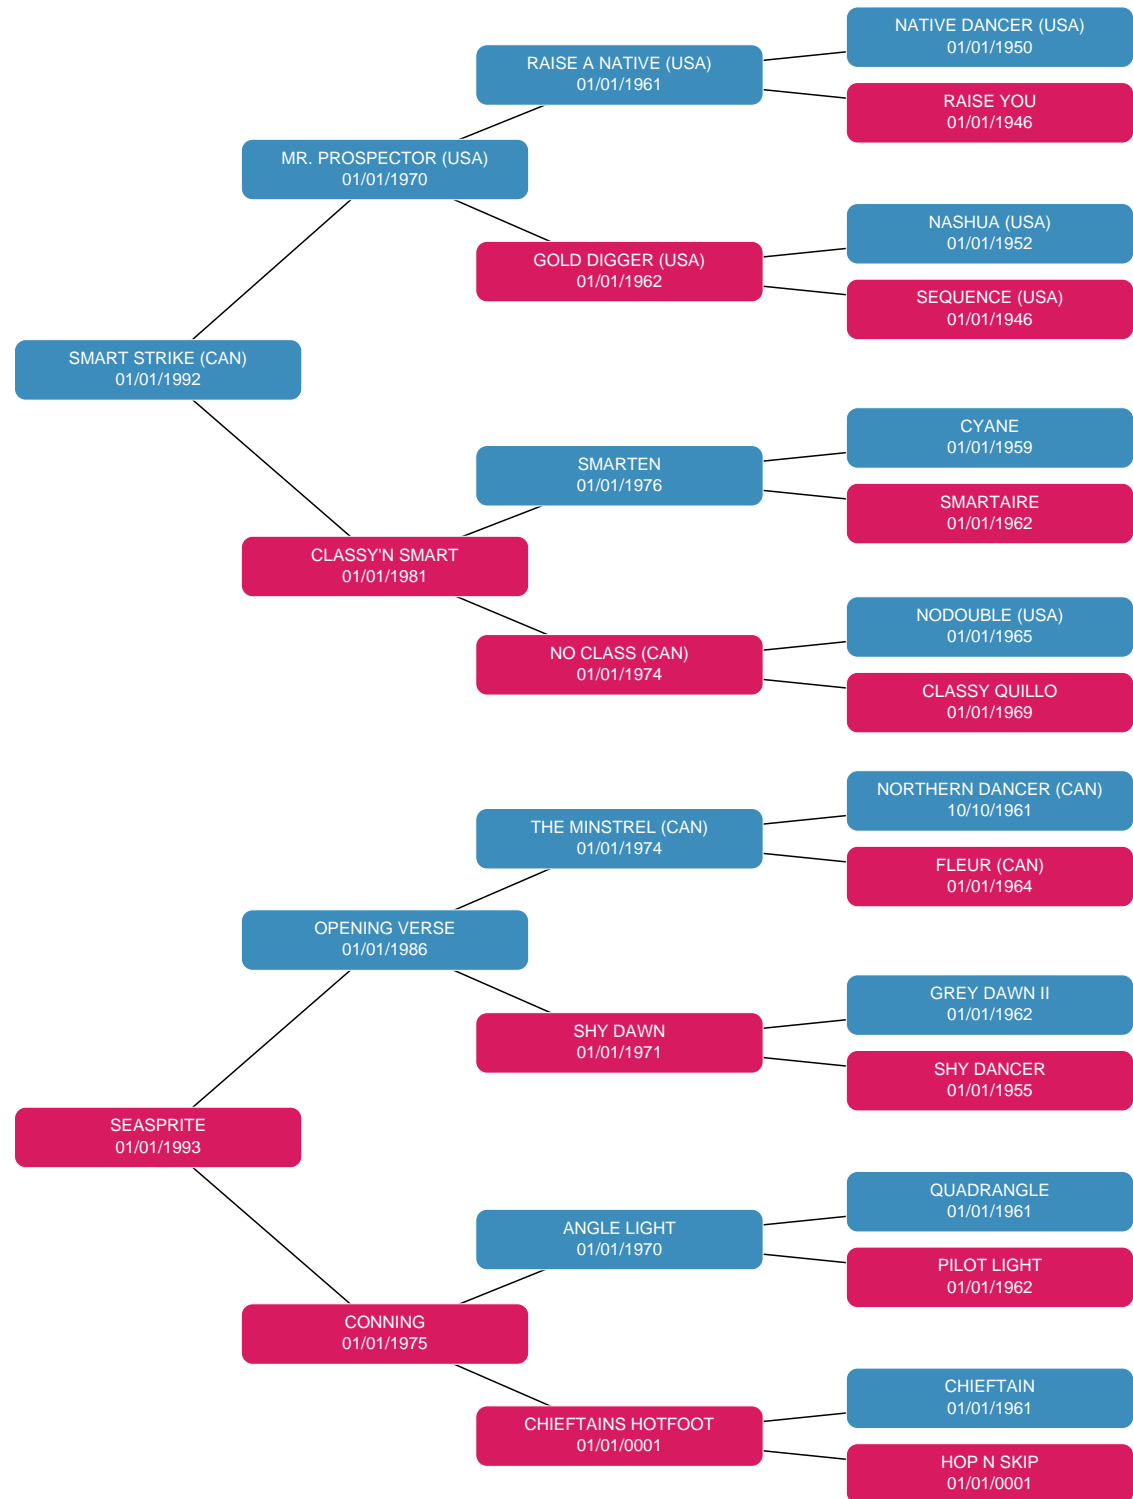 NATIVE DANCER (USA)
01/01/1950
RAISE A NATIVE (USA)
01/01/1961
RAISE YOU
01/01/1946
MR. PROSPECTOR (USA)
01/01/1970
NASHUA (USA)
01/01/1952
GOLD DIGGER (USA)
01/01/1962
SEQUENCE (USA)
01/01/1946
SMART STRIKE (CAN)
01/01/1992
CYANE
01/01/1959
SMARTEN
01/01/1976
SMARTAIRE
01/01/1962
CLASSY'N SMART
01/01/1981
NODOUBLE (USA)
01/01/1965
NO CLASS (CAN)
01/01/1974
CLASSY QUILLO
01/01/1969
NORTHERN DANCER (CAN)
10/10/1961
THE MINSTREL (CAN)
01/01/1974
FLEUR (CAN)
01/01/1964
OPENING VERSE
01/01/1986
GREY DAWN II
01/01/1962
SHY DAWN
01/01/1971
SHY DANCER
01/01/1955
SEASPRITE
01/01/1993
QUADRANGLE
01/01/1961
ANGLE LIGHT
01/01/1970
PILOT LIGHT
01/01/1962
CONNING
01/01/1975
CHIEFTAIN
01/01/1961
CHIEFTAINS HOTFOOT
01/01/0001
HOP N SKIP
01/01/0001